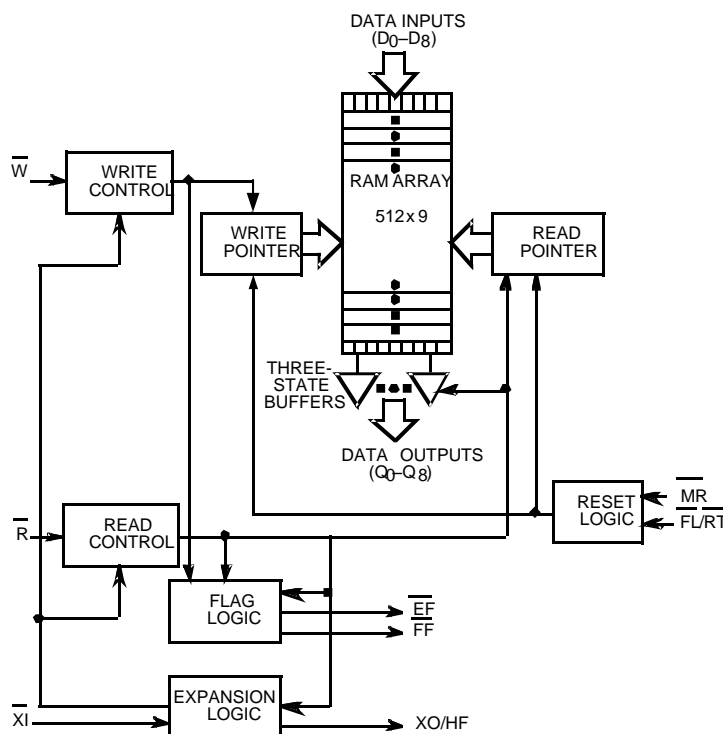 DATA INPUTS
(D0–D8)
W
WRITE
CONTROL
WRITE
POINTER
RAM ARRAY
512 x 9
READ
POINTER
THREE-
STATE
BUFFERS
DATA OUTPUTS
(Q0–Q8)
R
READ
CONTROL
RESET
LOGIC
MR
FL/RT
FLAG
LOGIC
EF
FF
EXPANSION
LOGIC
XI
XO/HF